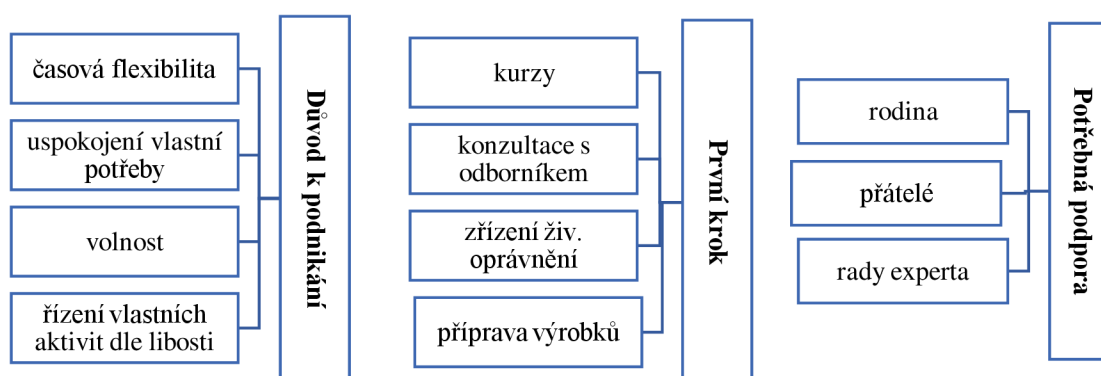 časová flexibilita
uspokojení vlastní
potřeby
volnost
řízení vlastních
aktivit dle libosti
Důvod k podnikání
kurzy
konzultace s
odborníkem
zřízení živ.
oprávnění
příprava výrobků
První krok
rodina
přátelé
rady experta
Potřebná podpora